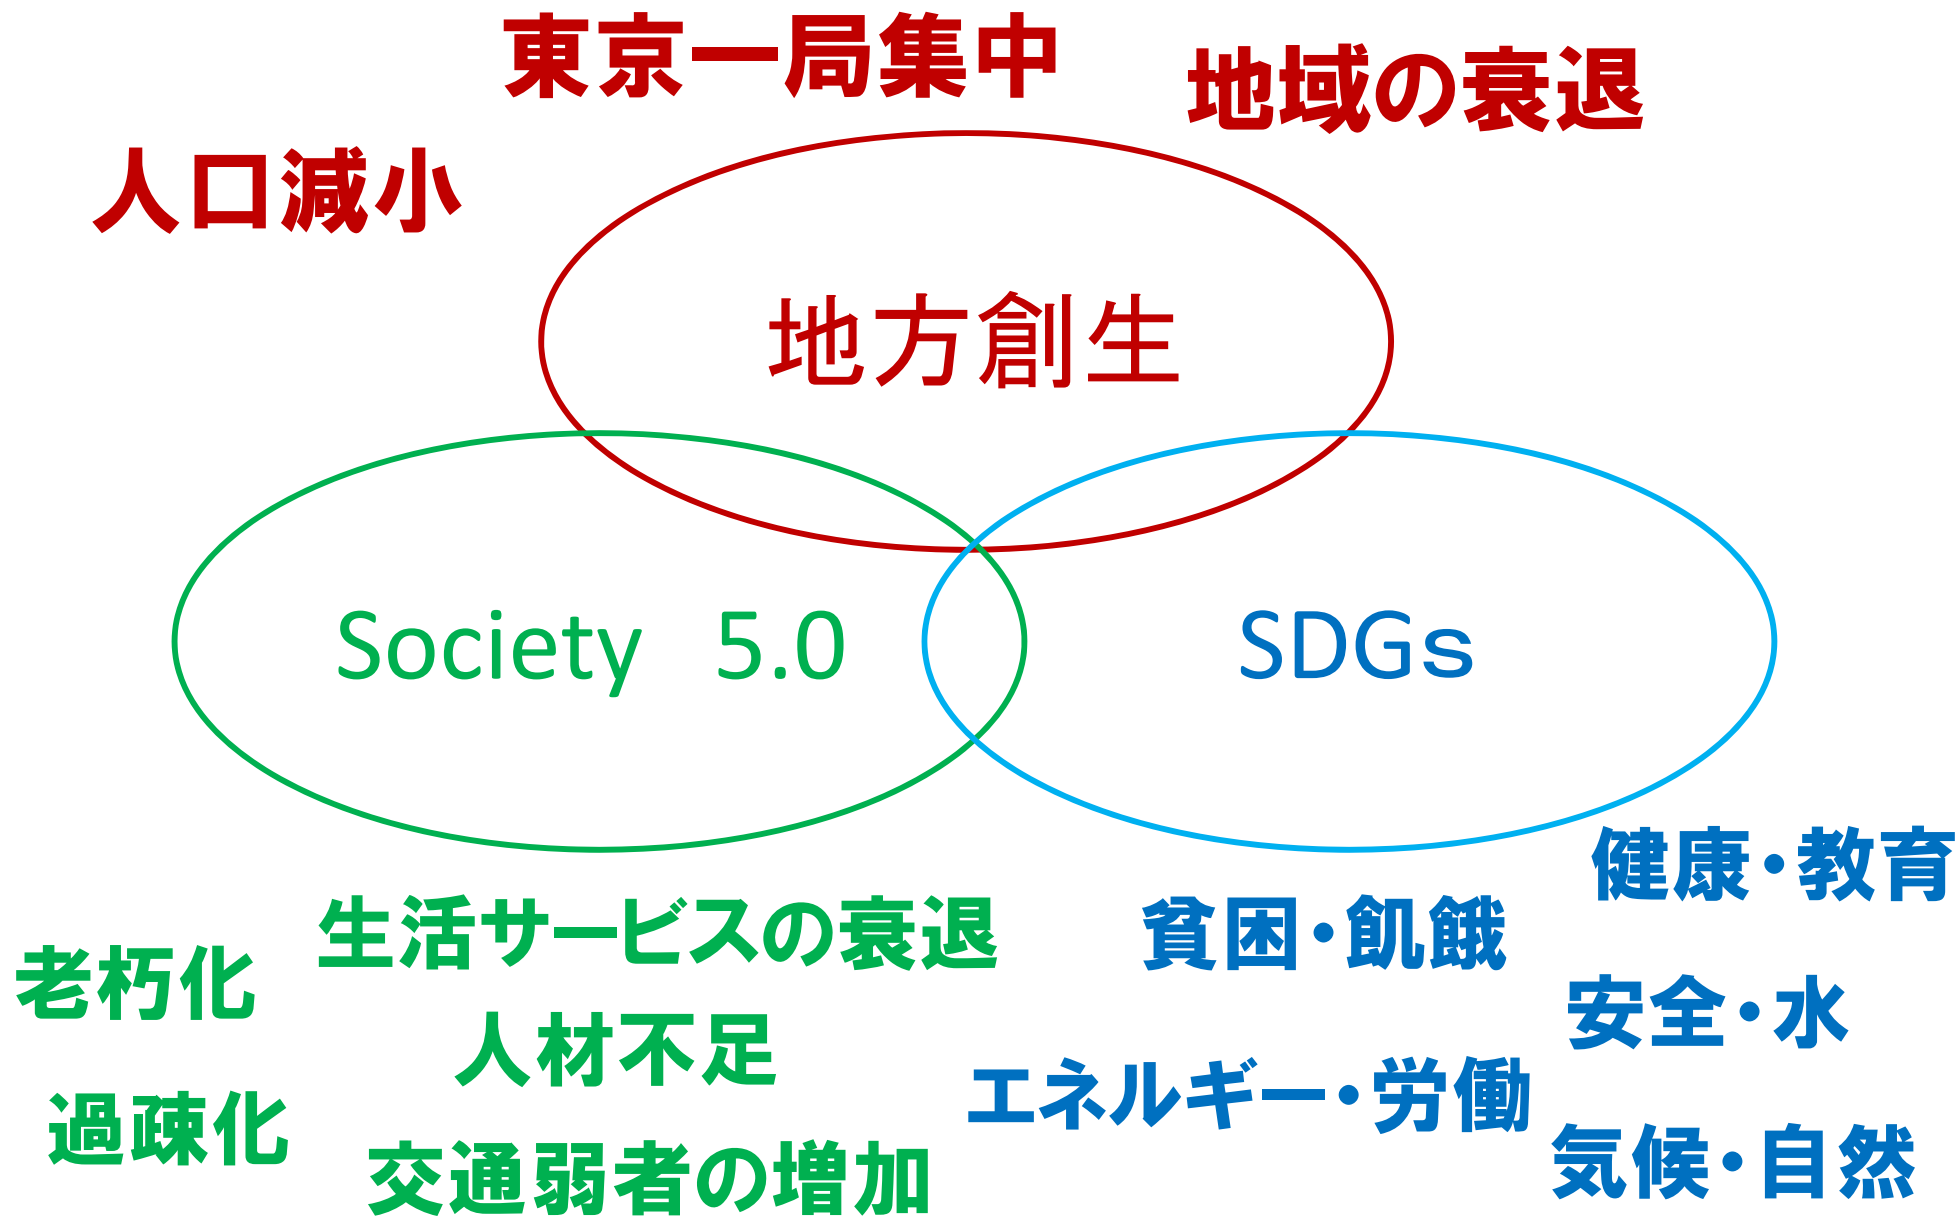 東京一局集中
地域の衰退
人口減小
地方創生
Society 5.0
SDGs
健康・教育
生活サービスの衰退
貧困・飢餓
老朽化
安全・水
人材不足
エネルギー・労働
過疎化
気候・自然
交通弱者の増加